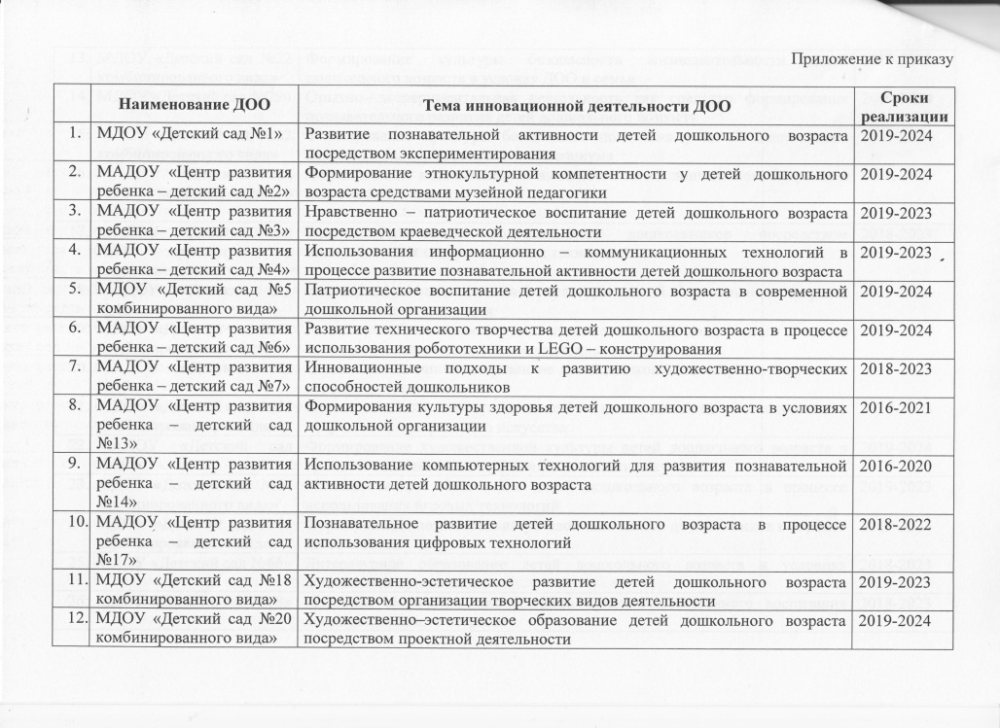 Приложение к приказу
Наименование ДОО
Тема инновационной деятельности ДОО
Сроки
реализации
1.
МДОУ «Детский сад №1»
Развитие познавательной активности детей дошкольного возраста
посредством экспериментирования
2019-2024
2.
МАДОУ «Центр развития
ребенка – детский сад №2»
Формирование этнокультурной компетентности у детей дошкольного
возраста средствами музейной педагогики
2019-2024
3.
МАДОУ «Центр развития
ребенка – детский сад №3»
Нравственно – патриотическое воспитание детей дошкольного возраста
посредством краеведческой деятельности
2019-2023
4.
МАДОУ «Центр развития
ребенка – детский сад №4»
Использования информационно – коммуникационных технологий в
процессе развитие познавательной активности детей дошкольного возраста
2019-2023
5.
МДОУ «Детский сад №5
комбинированного вида»
Патриотическое воспитание детей дошкольного возраста в современной
дошкольной организации
2019-2024
6.
МАДОУ «Центр развития
ребенка – детский сад №6»
Развитие технического творчества детей дошкольного возраста в процессе
использования робототехники и LEGO – конструирования
2019-2024
7.
МАДОУ «Центр развития
ребенка – детский сад №7»
Инновационные подходы к развитию художественно-творческих
способностей дошкольников
2018-2023
8.
МАДОУ «Центр развития
ребенка – детский сад
№13»
Формирования культуры здоровья детей дошкольного возраста в условиях
дошкольной организации
2016-2021
9.
МАДОУ «Центр развития
ребенка – детский сад
№14»
Использование компьютерных технологий для развития познавательной
активности детей дошкольного возраста
2016-2020
10.
МАДОУ «Центр развития
ребенка – детский сад
№17»
Познавательное развитие детей дошкольного возраста в процессе
использования цифровых технологий
2018-2022
11.
МДОУ «Детский сад №18
комбинированного вида»
Художественно-эстетическое развитие детей дошкольного возраста
посредством организации творческих видов деятельности
2019-2023
12.
МДОУ «Детский сад №20
комбинированного вида»
Художественно–эстетическое образование детей дошкольного возраста
посредством проектной деятельности
2019-2024